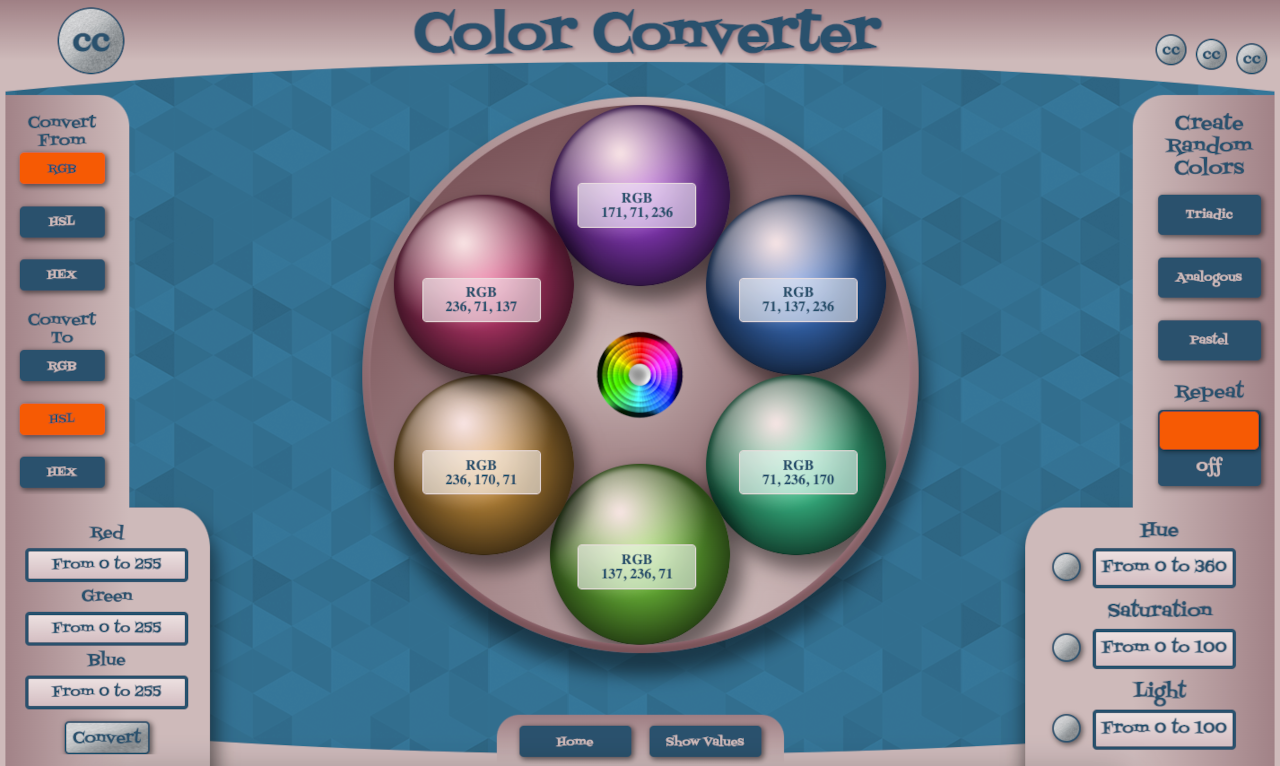 cc
Color Converter
cc
cc
cc
Convert
From
RGB
HSL
HEX
Convert
To
RGB
HSL
HEX
Red
From 0 to 255
Green
From 0 to 255
Blue
From 0 to 255
Convert
RGB
171, 71, 236
RGB
236, 71, 137
RGB
71, 137, 236
RGB
236, 170, 71
RGB
71, 236, 170
RGB
137, 236, 71
Home
Show Values
Create
Random
Colors
Triadic
Analogous
Pastel
Repeat
off
Hue
From 0 to 360
Saturation
From 0 to 100
Light
From 0 to 100